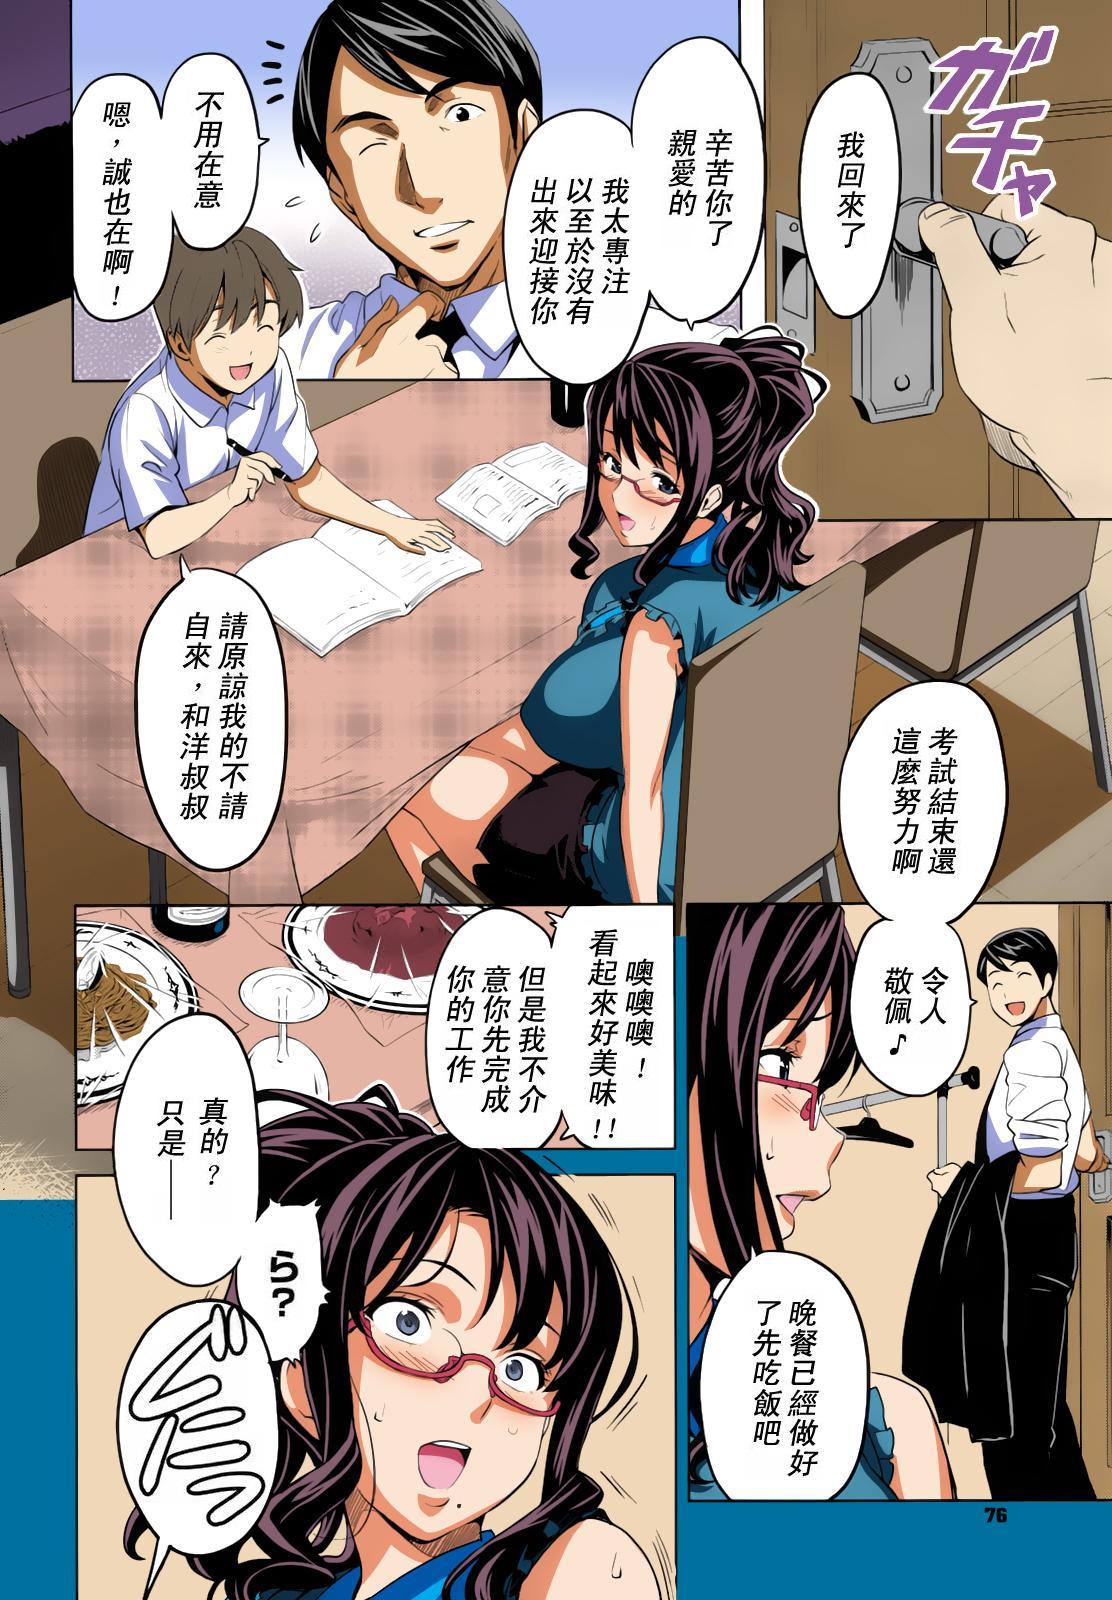 ガチャ
我回來了
辛苦你了
親愛的
我太專注
以至於沒有
出來迎接你
不用在意
嗯，誠也在啊！
請原諒我的不請
自來，和洋叔叔
考試結束還
這麼努力啊
令人
敬佩♪
晚餐已經做好
了先吃飯吧
噢噢噢！
看起來好美味!!
但是我不介
意你先完成
你的工作
真的？
只是——
ら？
76